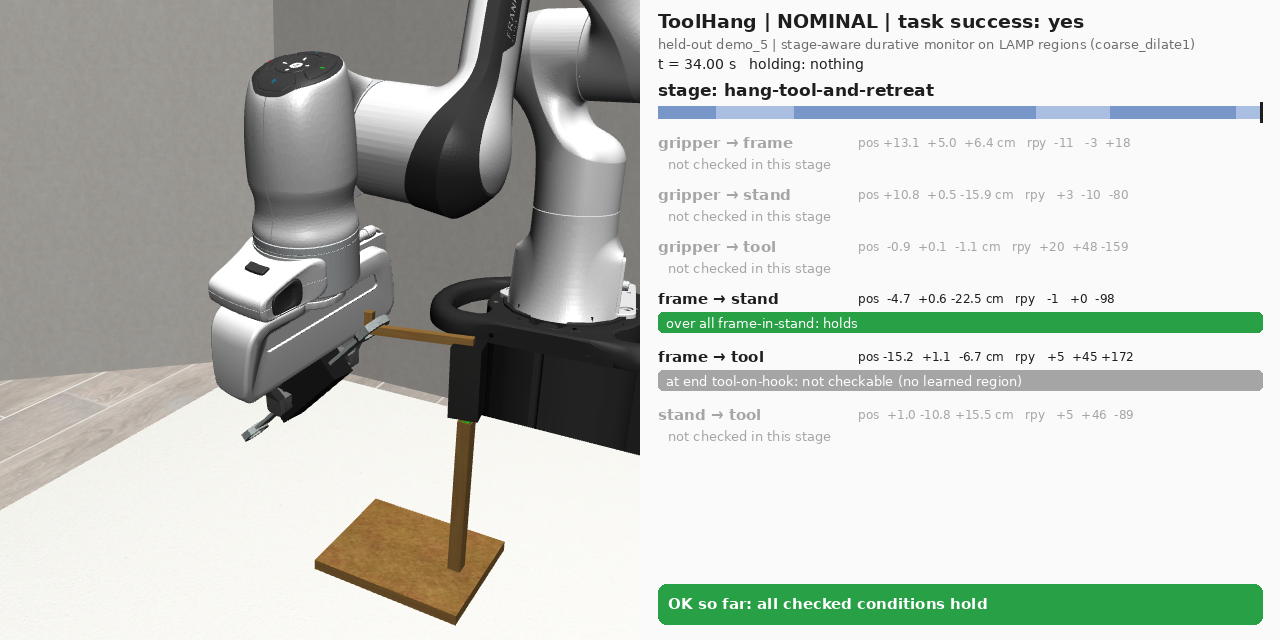 ToolHang | NOMINAL | task success: yes
held-out demo_5 | stage-aware durative monitor on LAMP regions (coarse_dilate1)
t = 34.00 s   holding: nothing
stage: hang-tool-and-retreat
gripper → frame   pos +13.1  +5.0  +6.4 cm   rpy  -11   -3  +18
not checked in this stage
gripper → stand   pos +10.8  +0.5 -15.9 cm   rpy   +3  -10  -80
not checked in this stage
gripper → tool   pos  -0.9  +0.1  -1.1 cm   rpy  +20  +48 -159
not checked in this stage
frame → stand   pos  -4.7  +0.6 -22.5 cm   rpy   -1   +0  -98
over all frame-in-stand: holds
frame → tool   pos -15.2  +1.1  -6.7 cm   rpy   +5  +45 +172
at end tool-on-hook: not checkable (no learned region)
stand → tool   pos  +1.0 -10.8 +15.5 cm   rpy   +5  +46  -89
not checked in this stage
OK so far: all checked conditions hold